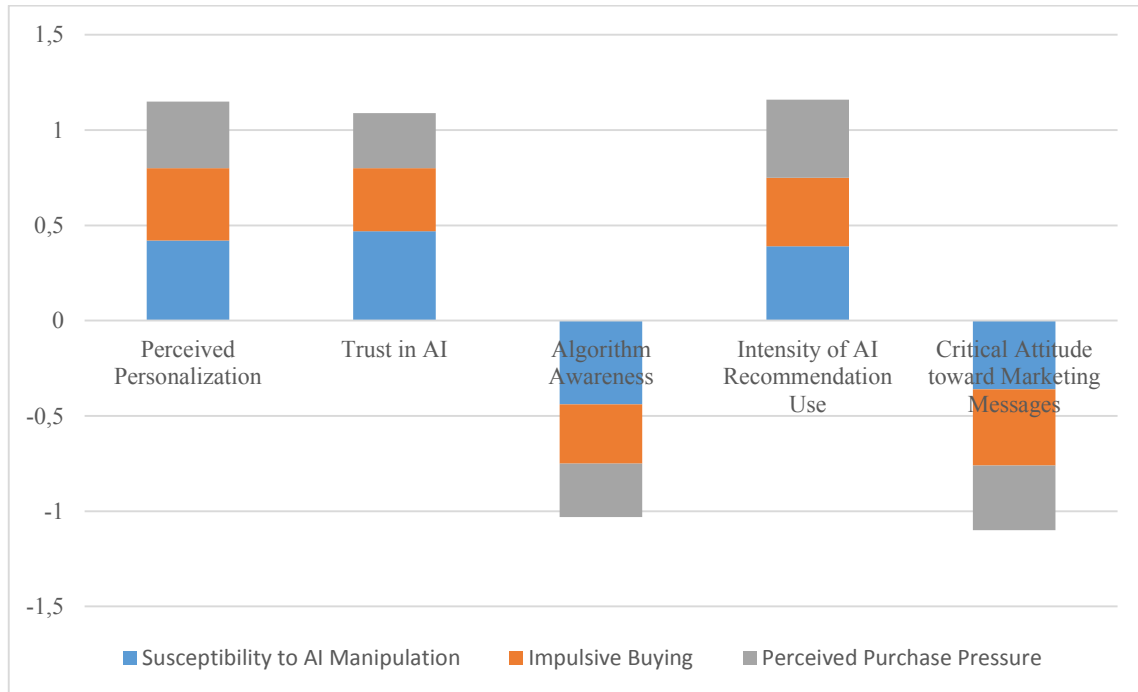 1,5
1
0,5
0
Perceived
Personalization
Trust in AI
Algorithm
Awareness
Intensity of AI
Recommendation
Use
Critical Attitude
toward Marketing
Messages
-0,5
-1
-1,5
Susceptibility to AI Manipulation
Impulsive Buying
Perceived Purchase Pressure